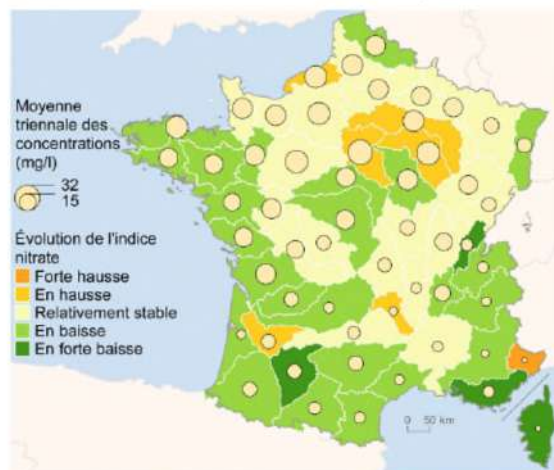 Moyenne
triennale des
concentrations
(mg/l)
32
15
Évolution de l'indice
nitrate
Forte hausse
En hausse
Relativement stable
En baisse
En forte baisse
0 50 km